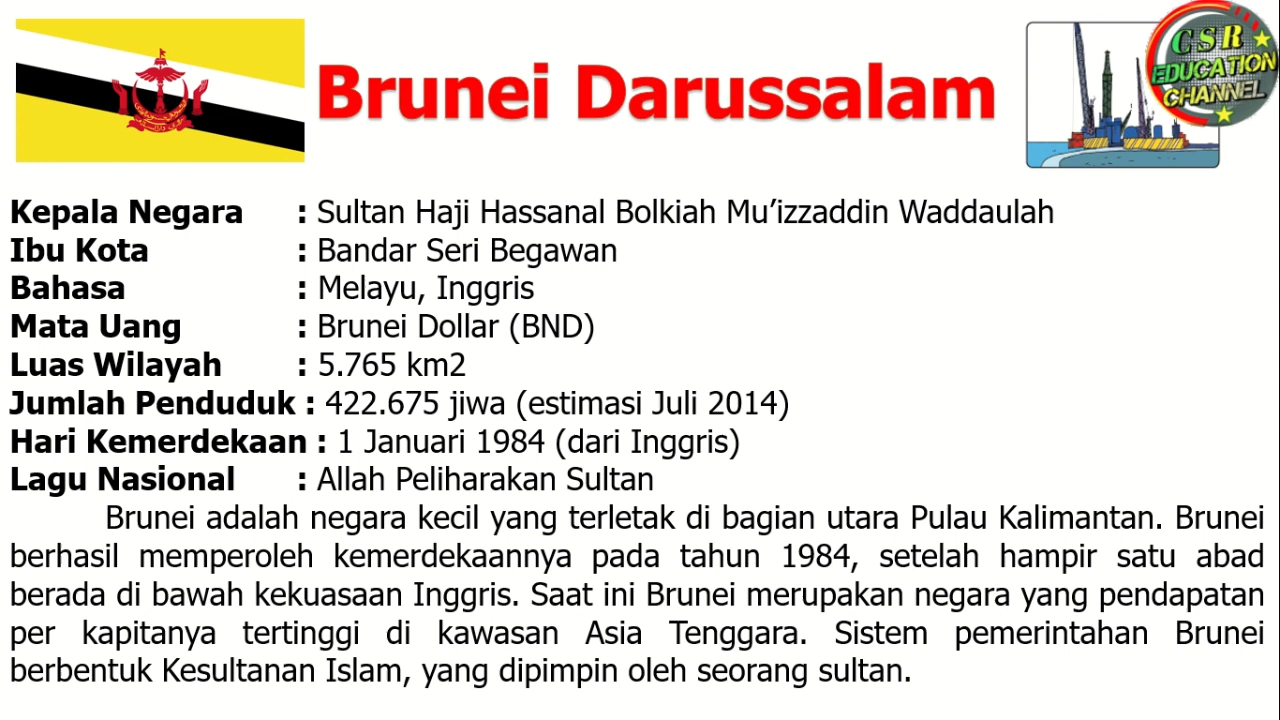 Brunei Darussalam
CSR
EDUCATION
CHANNEL
Kepala Negara : Sultan Haji Hassanal Bolkiah Mu’izzaddin Waddaulah
Ibu Kota : Bandar Seri Begawan
Bahasa : Melayu, Inggris
Mata Uang : Brunei Dollar (BND)
Luas Wilayah : 5.765 km2
Jumlah Penduduk : 422.675 jiwa (estimasi Juli 2014)
Hari Kemerdekaan : 1 Januari 1984 (dari Inggris)
Lagu Nasional : Allah Peliharakan Sultan
Brunei adalah negara kecil yang terletak di bagian utara Pulau Kalimantan. Brunei
berhasil memperoleh kemerdekaannya pada tahun 1984, setelah hampir satu abad
berada di bawah kekuasaan Inggris. Saat ini Brunei merupakan negara yang pendapatan
per kapitanya tertinggi di kawasan Asia Tenggara. Sistem pemerintahan Brunei
berbentuk Kesultanan Islam, yang dipimpin oleh seorang sultan.